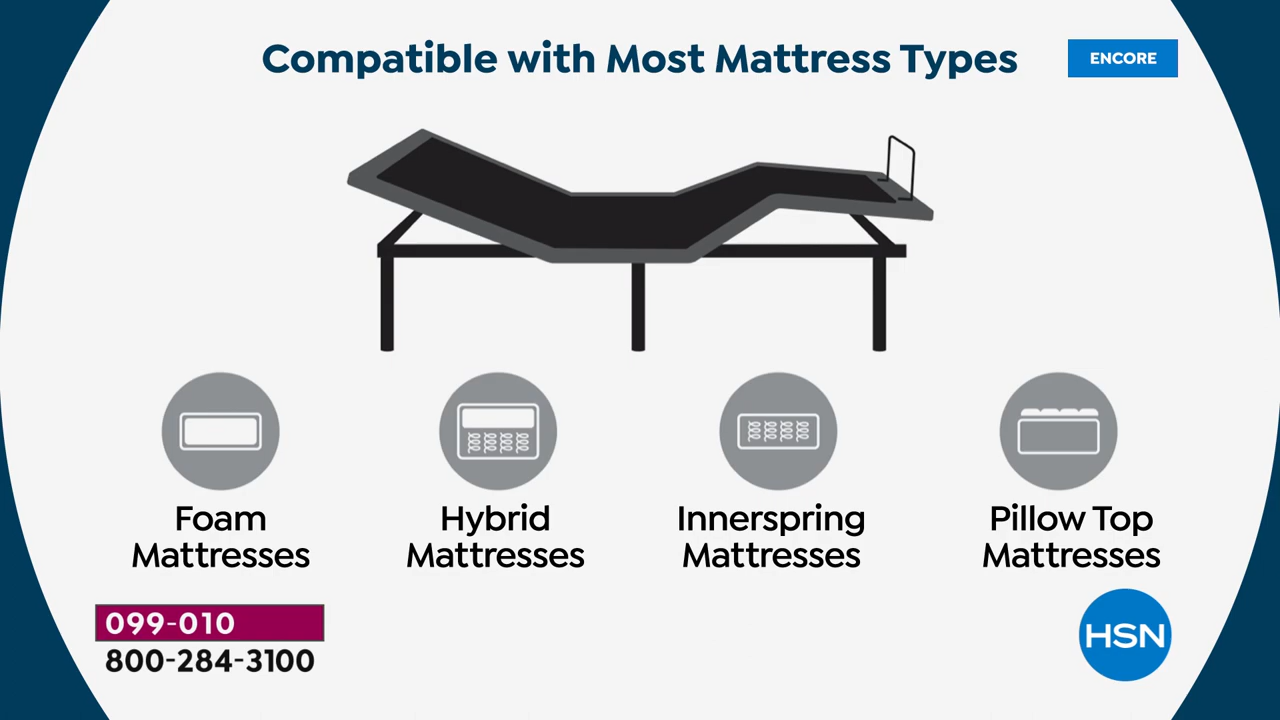 Compatible with Most Mattress Types
ENCORE
Foam
Mattresses
Hybrid
Mattresses
Innerspring
Mattresses
Pillow Top
Mattresses
099-010
800-284-3100
HSN